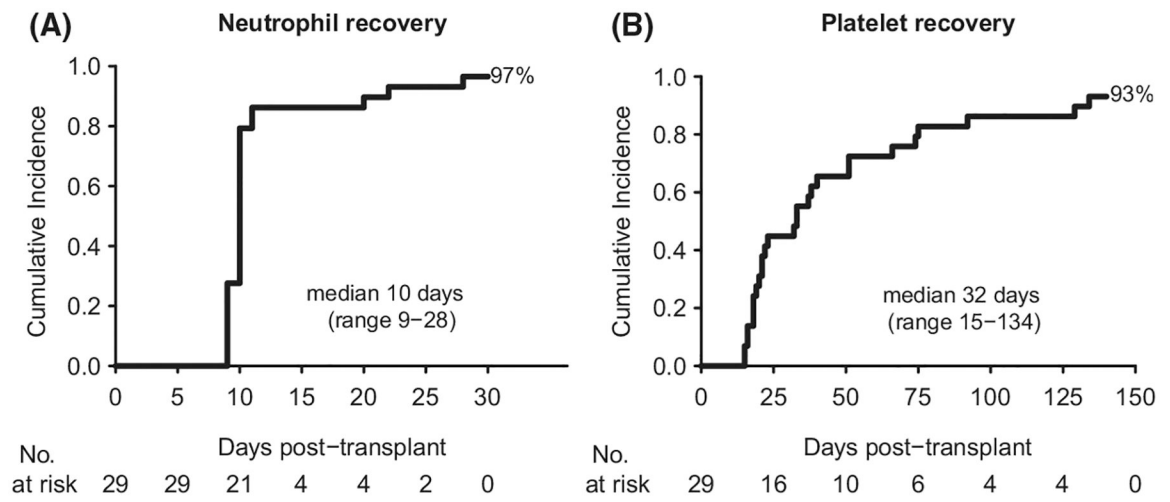 (A) Neutrophil recovery
Cumulative Incidence
1.0
0.8
0.6
0.4
0.2
0.0
97%
median 10 days
(range 9−28)
0 5 10 15 20 25 30
Days post−transplant
No.
at risk 29 29 21 4 4 2 0
(B) Platelet recovery
Cumulative Incidence
1.0
0.8
0.6
0.4
0.2
0.0
93%
median 32 days
(range 15−134)
0 25 50 75 100 125 150
Days post−transplant
No.
at risk 29 16 10 6 4 4 0